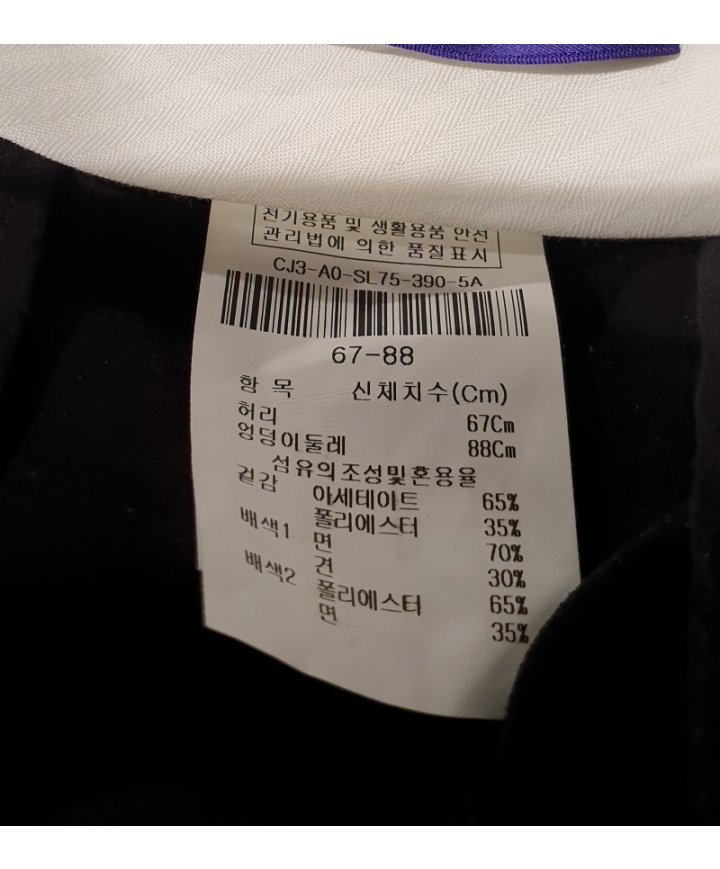 전기용품 및 생활용품 안전
관리법에 의한 품질표시
CJ3-A0-SL75-390-5A
67-88
항 목 신체치수(Cm)
허리 67Cm
엉덩이둘레 88Cm
섬유의조성및혼용율
겉감 아세테이트 65%
폴리에스터 35%
배색1 면 70%
견 30%
배색2 폴리에스터 65%
면 35%